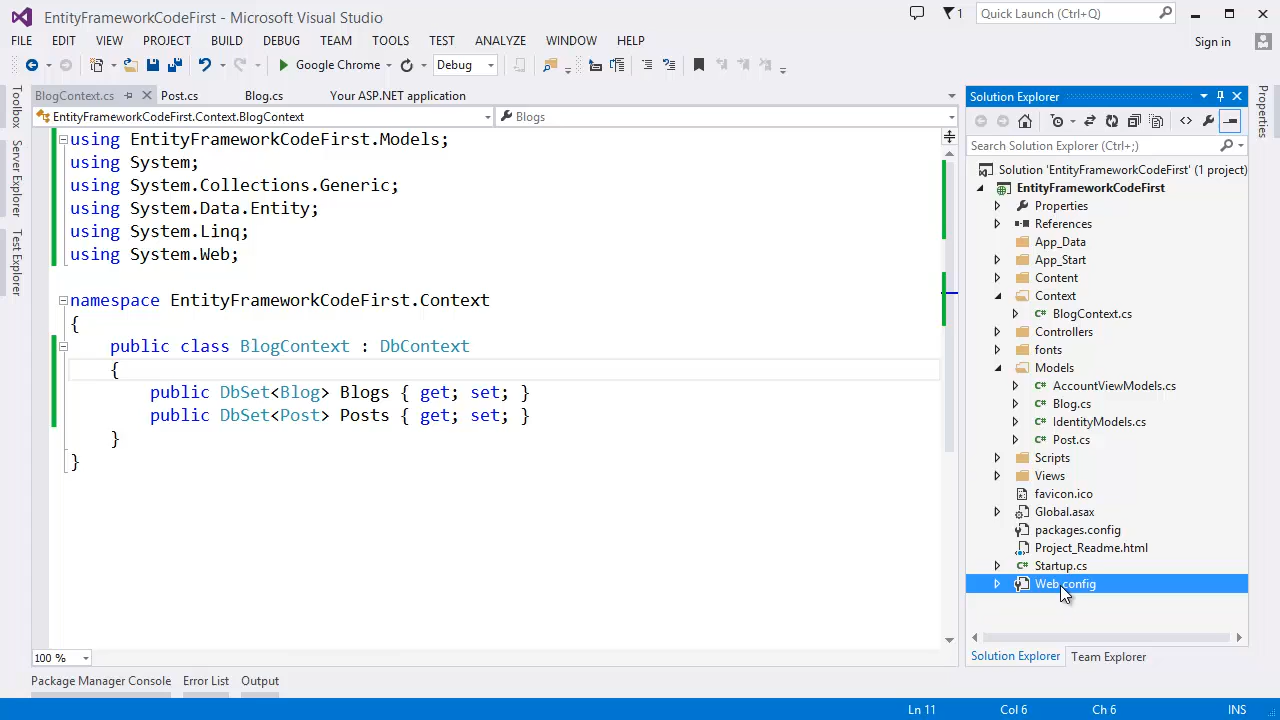 EntityFrameworkCodeFirst - Microsoft Visual Studio
1
Quick Launch (Ctrl+Q)
FILE EDIT VIEW PROJECT BUILD DEBUG TEAM TOOLS TEST ANALYZE WINDOW HELP
Sign in
Google Chrome
Debug
BlogContext.cs
Post.cs
Blog.cs
Your ASP.NET application
EntityFrameworkCodeFirst.Context.BlogContext
Blogs
Toolbox
Server Explorer
Test Explorer
using EntityFrameworkCodeFirst.Models;
using System;
using System.Collections.Generic;
using System.Data.Entity;
using System.Linq;
using System.Web;
namespace EntityFrameworkCodeFirst.Context
{
public class BlogContext : DbContext
{
public DbSet<Blog> Blogs { get; set; }
public DbSet<Post> Posts { get; set; }
}
}
100 %
Solution Explorer
Search Solution Explorer (Ctrl+;)
Solution 'EntityFrameworkCodeFirst' (1 project)
EntityFrameworkCodeFirst
Properties
References
App_Data
App_Start
Content
Context
C# BlogContext.cs
Controllers
fonts
Models
C# AccountViewModels.cs
C# Blog.cs
C# IdentityModels.cs
C# Post.cs
Scripts
Views
favicon.ico
Global.asax
packages.config
Project_Readme.html
C# Startup.cs
Web.config
Solution Explorer
Team Explorer
Properties
Package Manager Console
Error List
Output
Ln 11
Col 6
Ch 6
INS